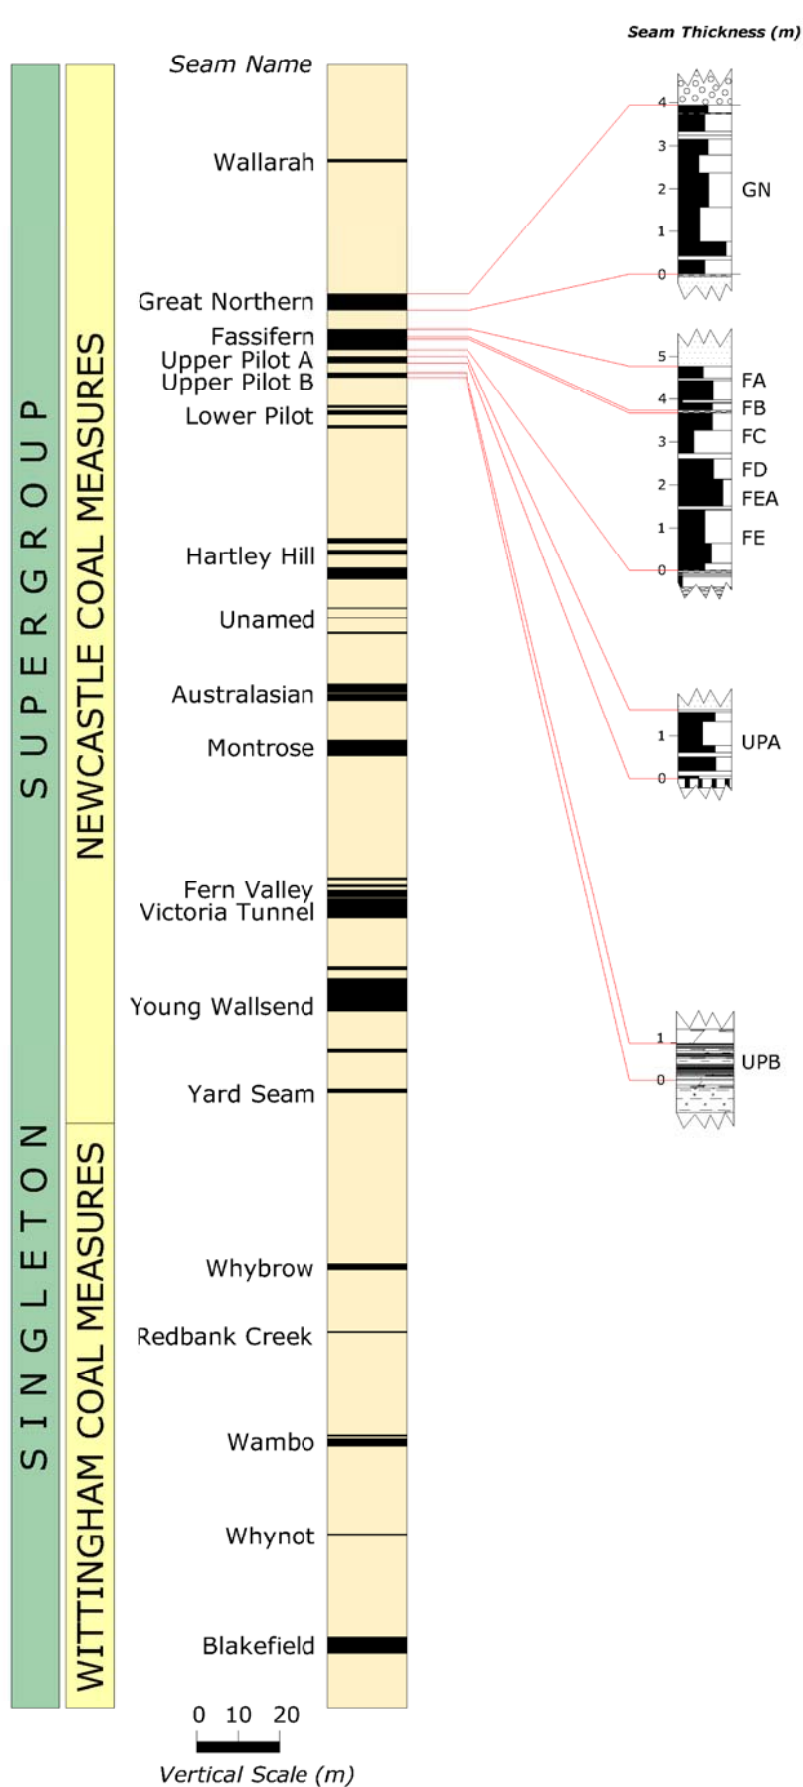 Seam Thickness (m)
Seam Name
SINGLETON SUPERGROUP
NEWCASTLE COAL MEASURES
WITTINGHAM COAL MEASURES
Wallarah
Great Northern
Fassifern
Upper Pilot A
Upper Pilot B
Lower Pilot
Hartley Hill
Unamed
Australasian
Montrose
Fern Valley
Victoria Tunnel
Young Wallsend
Yard Seam
Whybrow
Redbank Creek
Wambo
Whynot
Blakefield
4
3
2
1
0
GN
5
4
3
2
1
0
FA
FB
FC
FD
FEA
FE
1
0
UPA
1
0
UPB
0 10 20
Vertical Scale (m)